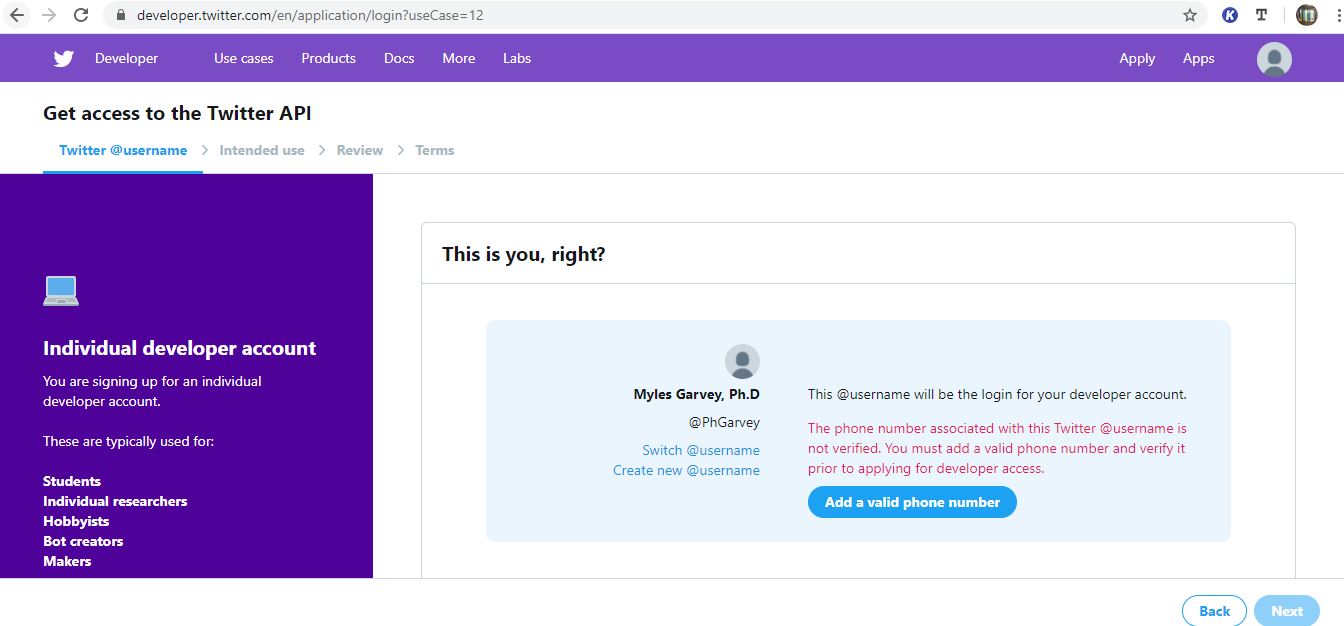 developer.twitter.com/en/application/login?useCase=12
K T
Developer Use cases Products Docs More Labs Apply Apps
Get access to the Twitter API
Twitter @username > Intended use > Review > Terms
Individual developer account
You are signing up for an individual
developer account.
These are typically used for:
Students
Individual researchers
Hobbyists
Bot creators
Makers
This is you, right?
Myles Garvey, Ph.D
@PhGarvey
Switch @username
Create new @username
This @username will be the login for your developer account.
The phone number associated with this Twitter @username is
not verified. You must add a valid phone number and verify it
prior to applying for developer access.
Add a valid phone number
Back Next